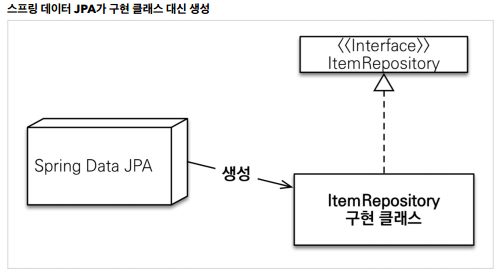 스프링 데이터 JPA가 구현 클래스 대신 생성
<<Interface>>
ItemRepository
Spring Data JPA
생성
ItemRepository
구현 클래스